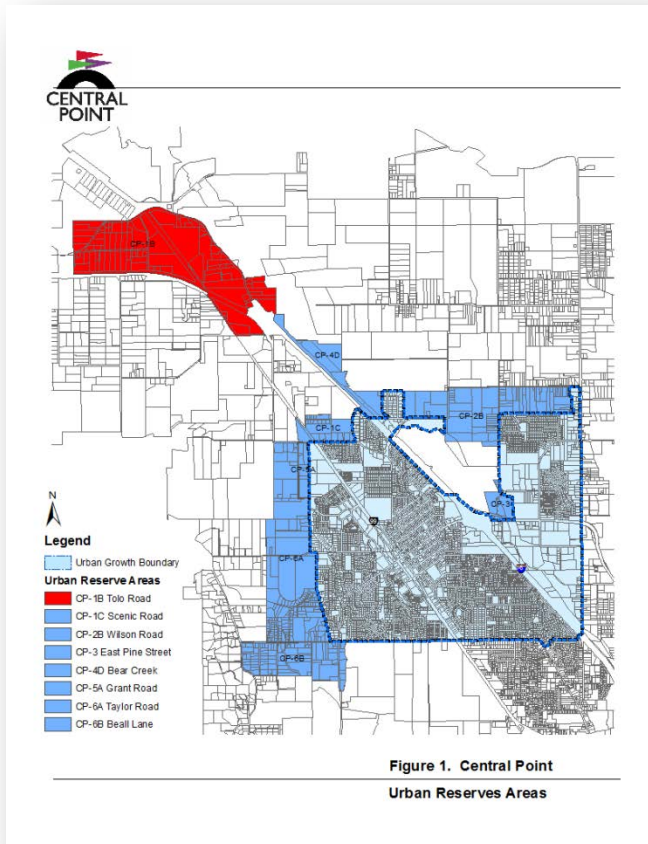 CENTRAL
POINT
CP-1B
CP-4D
CP-2B
CP-1C
CP-5A
CP-3
99
CP-6A
CP-6B
N
Legend
Urban Growth Boundary
Urban Reserve Areas
CP-1B Tolo Road
CP-1C Scenic Road
CP-2B Wilson Road
CP-3 East Pine Street
CP-4D Bear Creek
CP-5A Grant Road
CP-6A Taylor Road
CP-6B Beall Lane
Figure 1. Central Point
Urban Reserves Areas